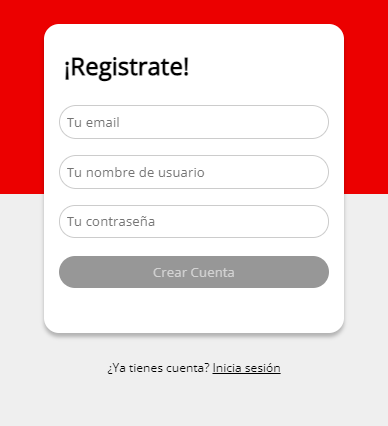 ¡Registrate!
Tu email
Tu nombre de usuario
Tu contraseña
Crear Cuenta
¿Ya tienes cuenta? Inicia sesión